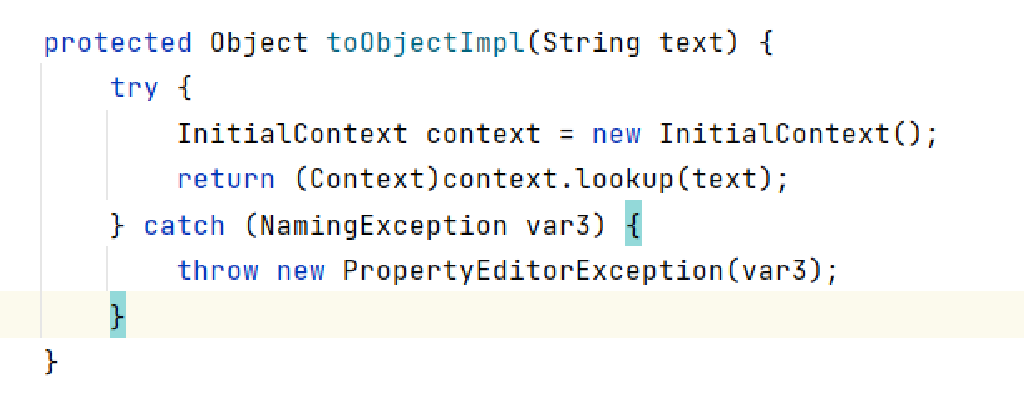 protected Object toObjectImpl(String text) {
    try {
        InitialContext context = new InitialContext();
        return (Context)context.lookup(text);
    } catch (NamingException var3) {
        throw new PropertyEditorException(var3);
    }
}